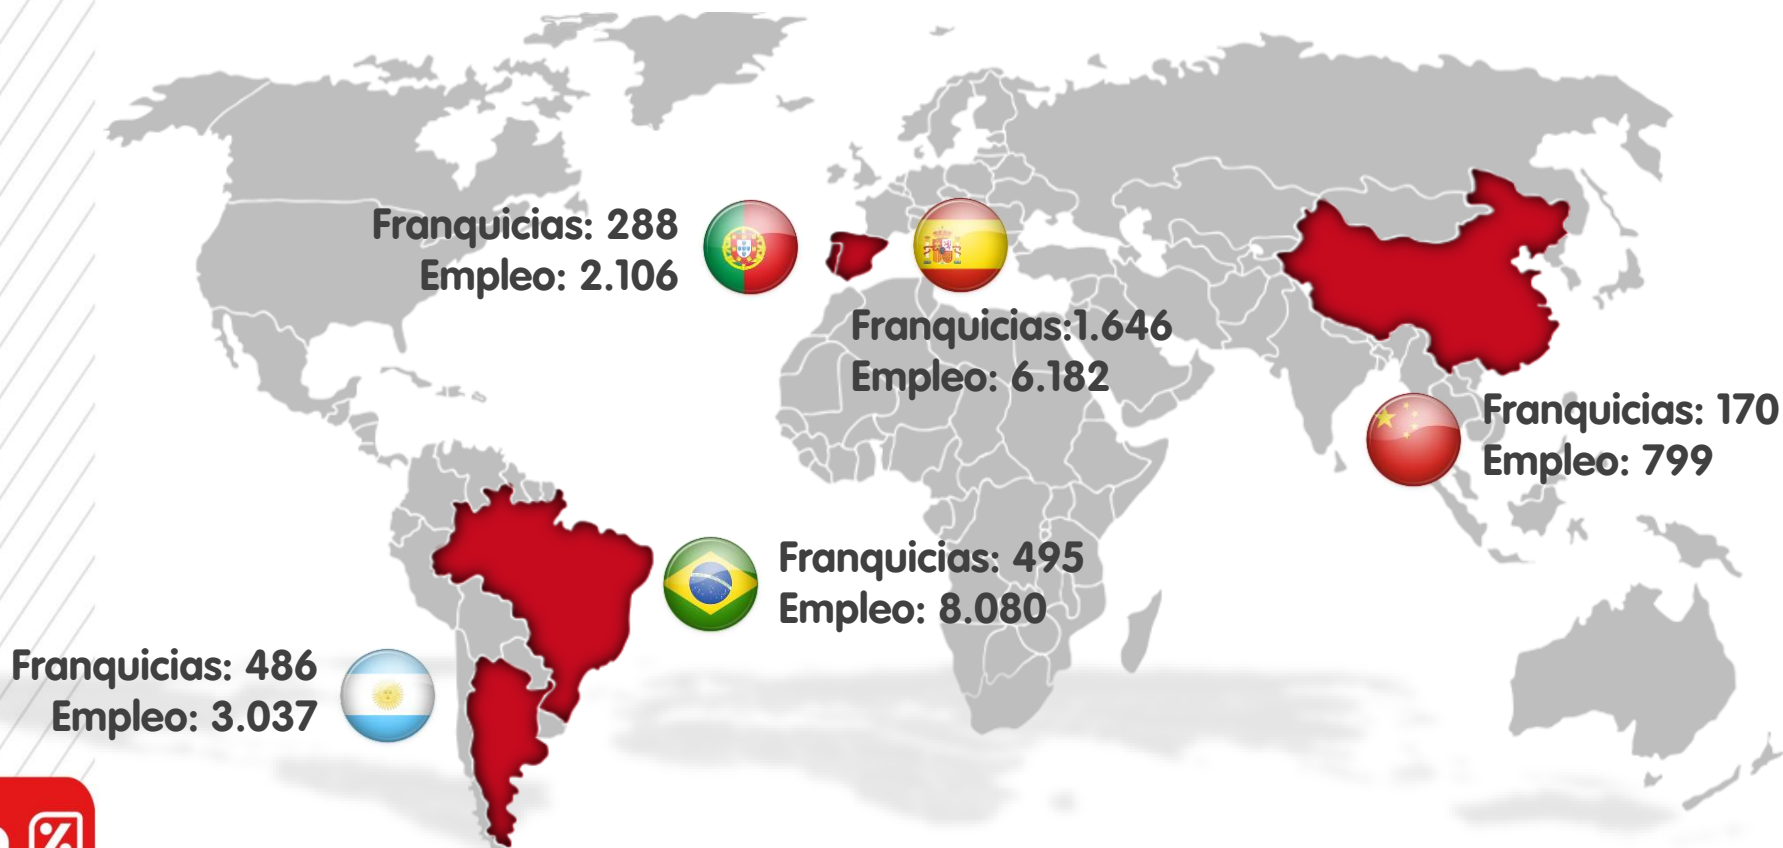 Franquicias: 288
Empleo: 2.106
Franquicias:1.646
Empleo: 6.182
Franquicias: 170
Empleo: 799
Franquicias: 495
Empleo: 8.080
Franquicias: 486
Empleo: 3.037
%